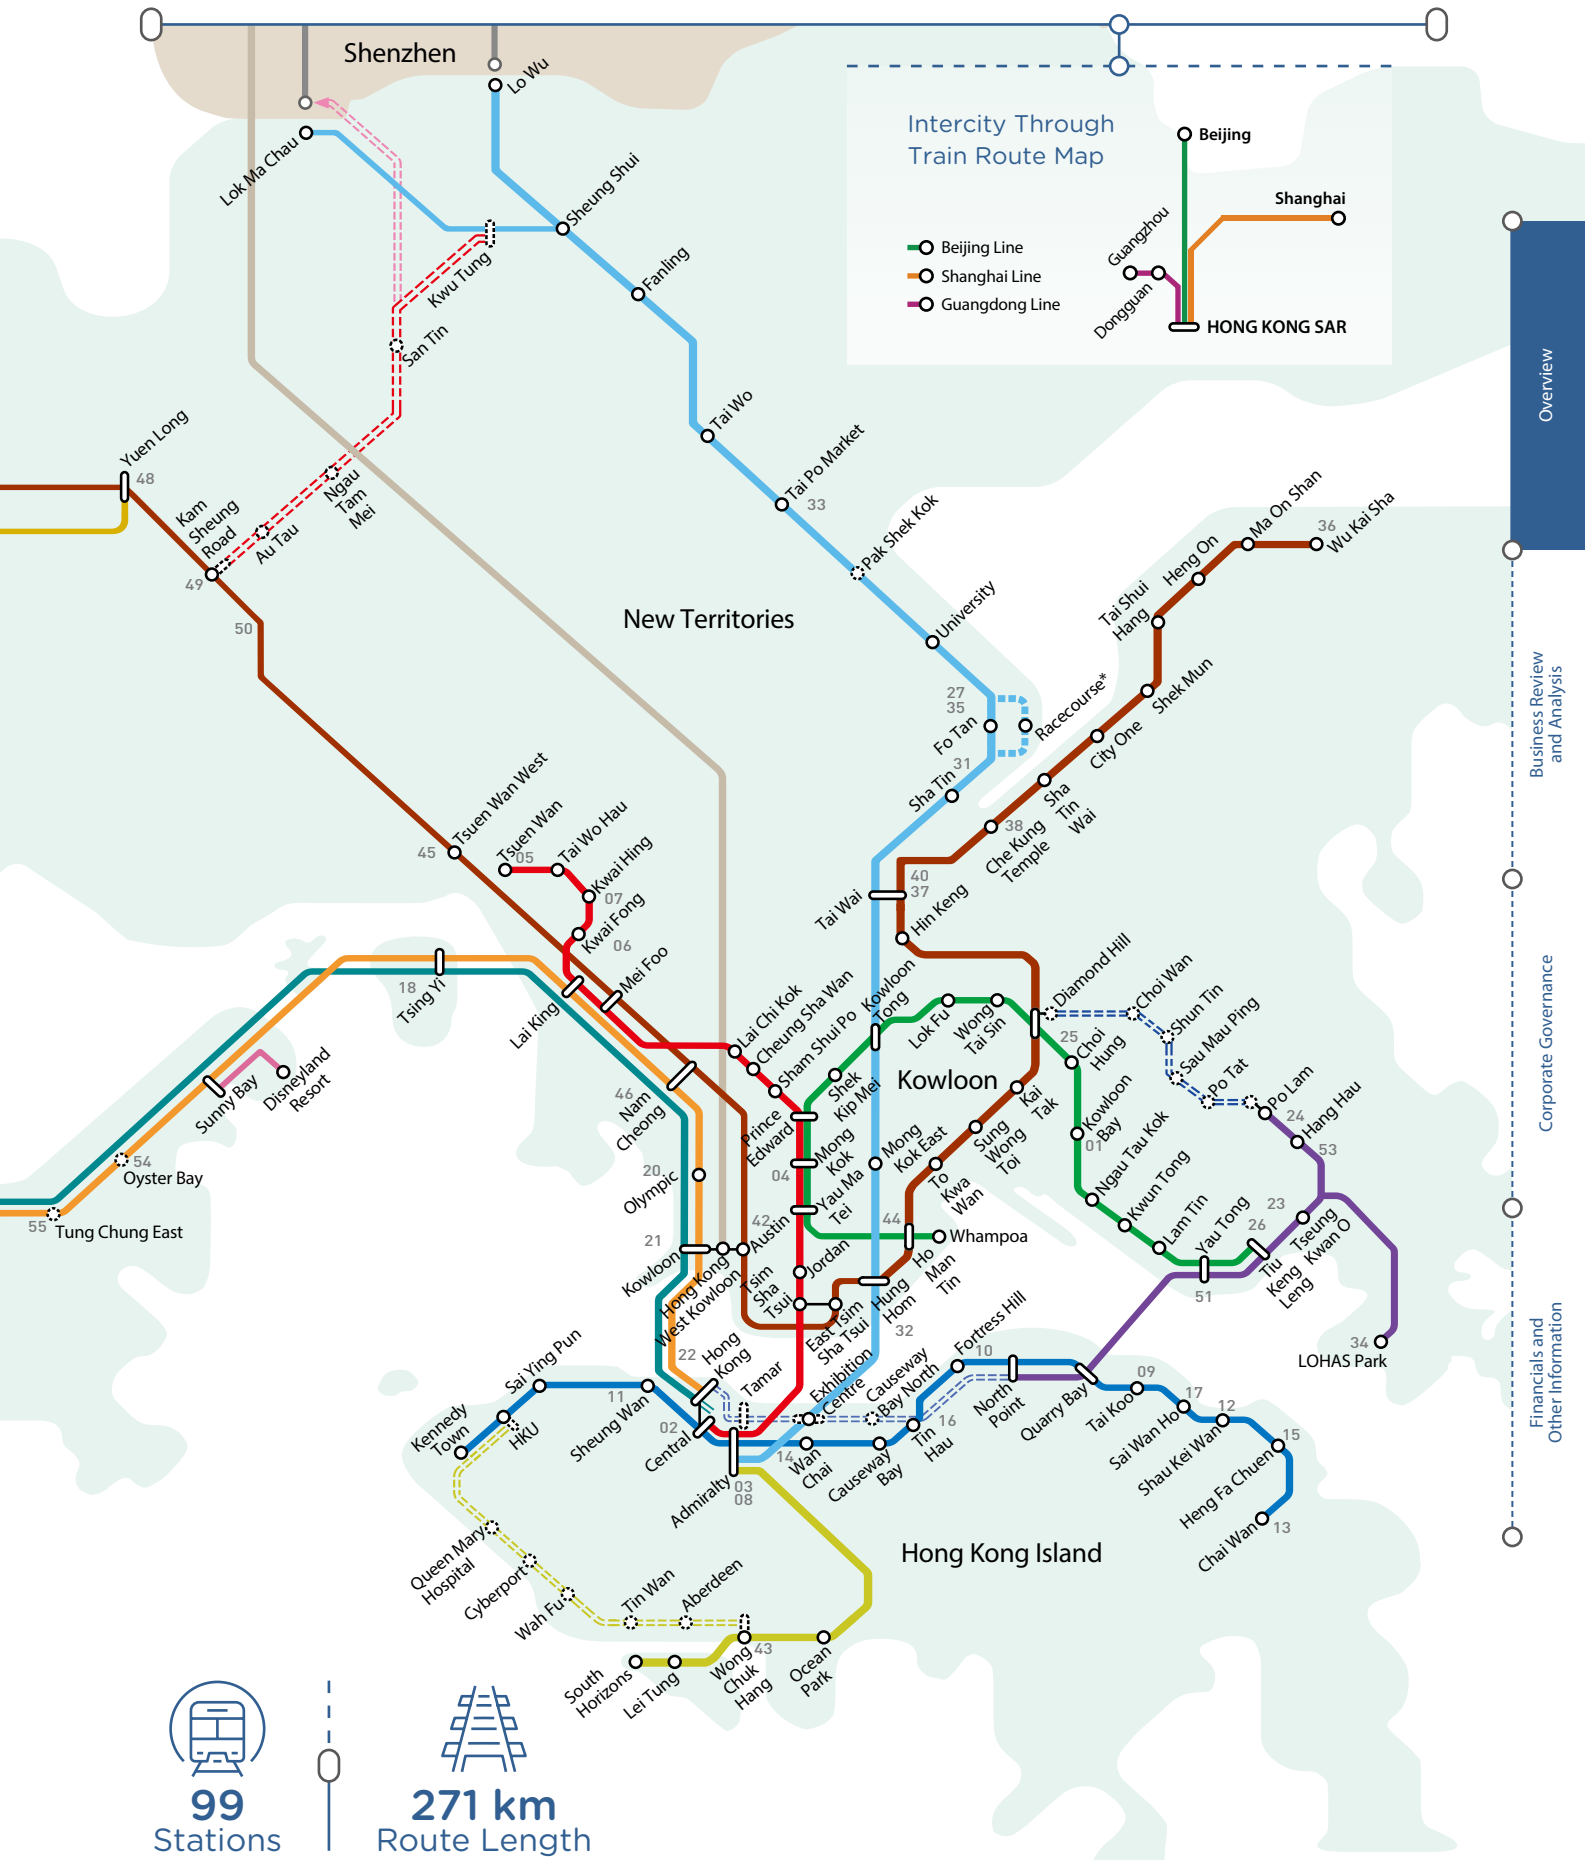 Shenzhen
Lo Wu
Lok Ma Chau
Sheung Shui
Kwu Tung
Fanling
San Tin
Intercity Through
Train Route Map
Beijing
Shanghai
Guangzhou
Dongguan
Beijing Line
Shanghai Line
Guangdong Line
HONG KONG SAR
Overview
Business Review
and Analysis
Corporate Governance
Financials and
Other Information
Yuen Long
48
Kam
Sheung
Road
49
50
Au Tau
Ngau
Tam
Mei
Tai Wo
Tai Po Market
33
Pak Shek Kok
University
New Territories
27
35
Fo Tan
Racecourse*
31
Sha Tin
36
Wu Kai Sha
Ma On Shan
Heng On
Tai Shui
Hang
Shek Mun
City One
Sha
Tin
Wai
38
Che Kung
Temple
40
37
Tai Wai
Hin Keng
Tsuen Wan West
45
Tsuen Wan
05
Tai Wo Hau
Kwai Hing
07
Kwai Fong
06
Mei Foo
Lai King
18
Tsing Yi
Sunny Bay
Disneyland
Resort
54
Oyster Bay
55
Tung Chung East
Lai Chi Kok
Cheung Sha Wan
Sham Shui Po
Kowloon
Tong
Lok Fu
Wong
Tai Sin
Diamond Hill
Choi Wan
Shun Tin
Sau Mau Ping
Po Tat
Po Lam
24
Hang Hau
53
25
Choi
Hung
Kowloon
Kowloon
Bay
01
Shek
Kip Mei
Kai
Tak
Sung
Wong
Toi
46
Nam
Cheong
Prince
Edward
Mong
Kok
04
Mong
Kok East
To
Kwa
Wan
Ngau Tau Kok
Kwun Tong
Lam Tin
Yau Tong
51
23
26
Tseung
Kwan O
Tiu
Keng
Leng
34
LOHAS Park
20
Olympic
21
Kowloon
42
Austin
Yau Ma
Tei
Jordan
44
Whampoa
Ho
Man
Tin
Hong Kong
West Kowloon
Tsim
Sha
Tsui
East Tsim
Sha Tsui
Hung
Hom
32
22
Hong
Kong
Tamar
Exhibition
Centre
Causeway
Bay North
Fortress Hill
10
North
Point
Quarry Bay
09
Tai Koo
17
Sai Wan Ho
12
Shau Kei Wan
15
Heng Fa Chuen
Chai Wan
13
Sai Ying Pun
Kennedy
Town
HKU
11
Sheung Wan
02
Central
Admiralty
03
08
14
Wan
Chai
Causeway
Bay
16
Tin
Hau
Hong Kong Island
Queen Mary
Hospital
Cyberport
Wah Fu
Tin Wan
Aberdeen
43
Wong
Chuk
Hang
Ocean
Park
South
Horizons
Lei Tung
99
Stations
271 km
Route Length